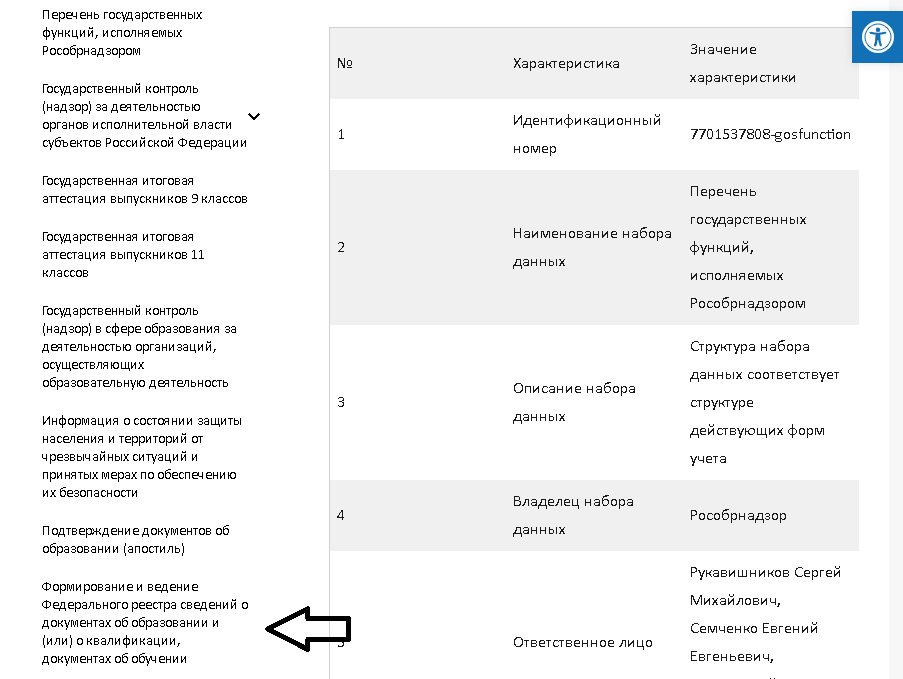 Перечень государственных
функций, исполняемых
Рособрнадзором
Государственный контроль
(надзор) за деятельностью
органов исполнительной власти
субъектов Российской Федерации
Государственная итоговая
аттестация выпускников 9 классов
Государственная итоговая
аттестация выпускников 11
классов
Государственный контроль
(надзор) в сфере образования за
деятельностью организаций,
осуществляющих
образовательную деятельность
Информация о состоянии защиты
населения и территорий от
чрезвычайных ситуаций и
принятых мерах по обеспечению
их безопасности
Подтверждение документов об
образовании (апостиль)
Формирование и ведение
Федерального реестра сведений о
документах об образовании и
(или) о квалификации,
документах об обучении
№
Характеристика
Значение
характеристики
1
Идентификационный
номер
7701537808-gosfunction
2
Наименование набора
данных
Перечень
государственных
функций,
исполняемых
Рособрнадзором
3
Описание набора
данных
Структура набора
данных соответствует
структуре
действующих форм
учета
4
Владелец набора
данных
Рособрнадзор
5
Ответственное лицо
Рукавишников Сергей
Михайлович,
Семченко Евгений
Евгеньевич,